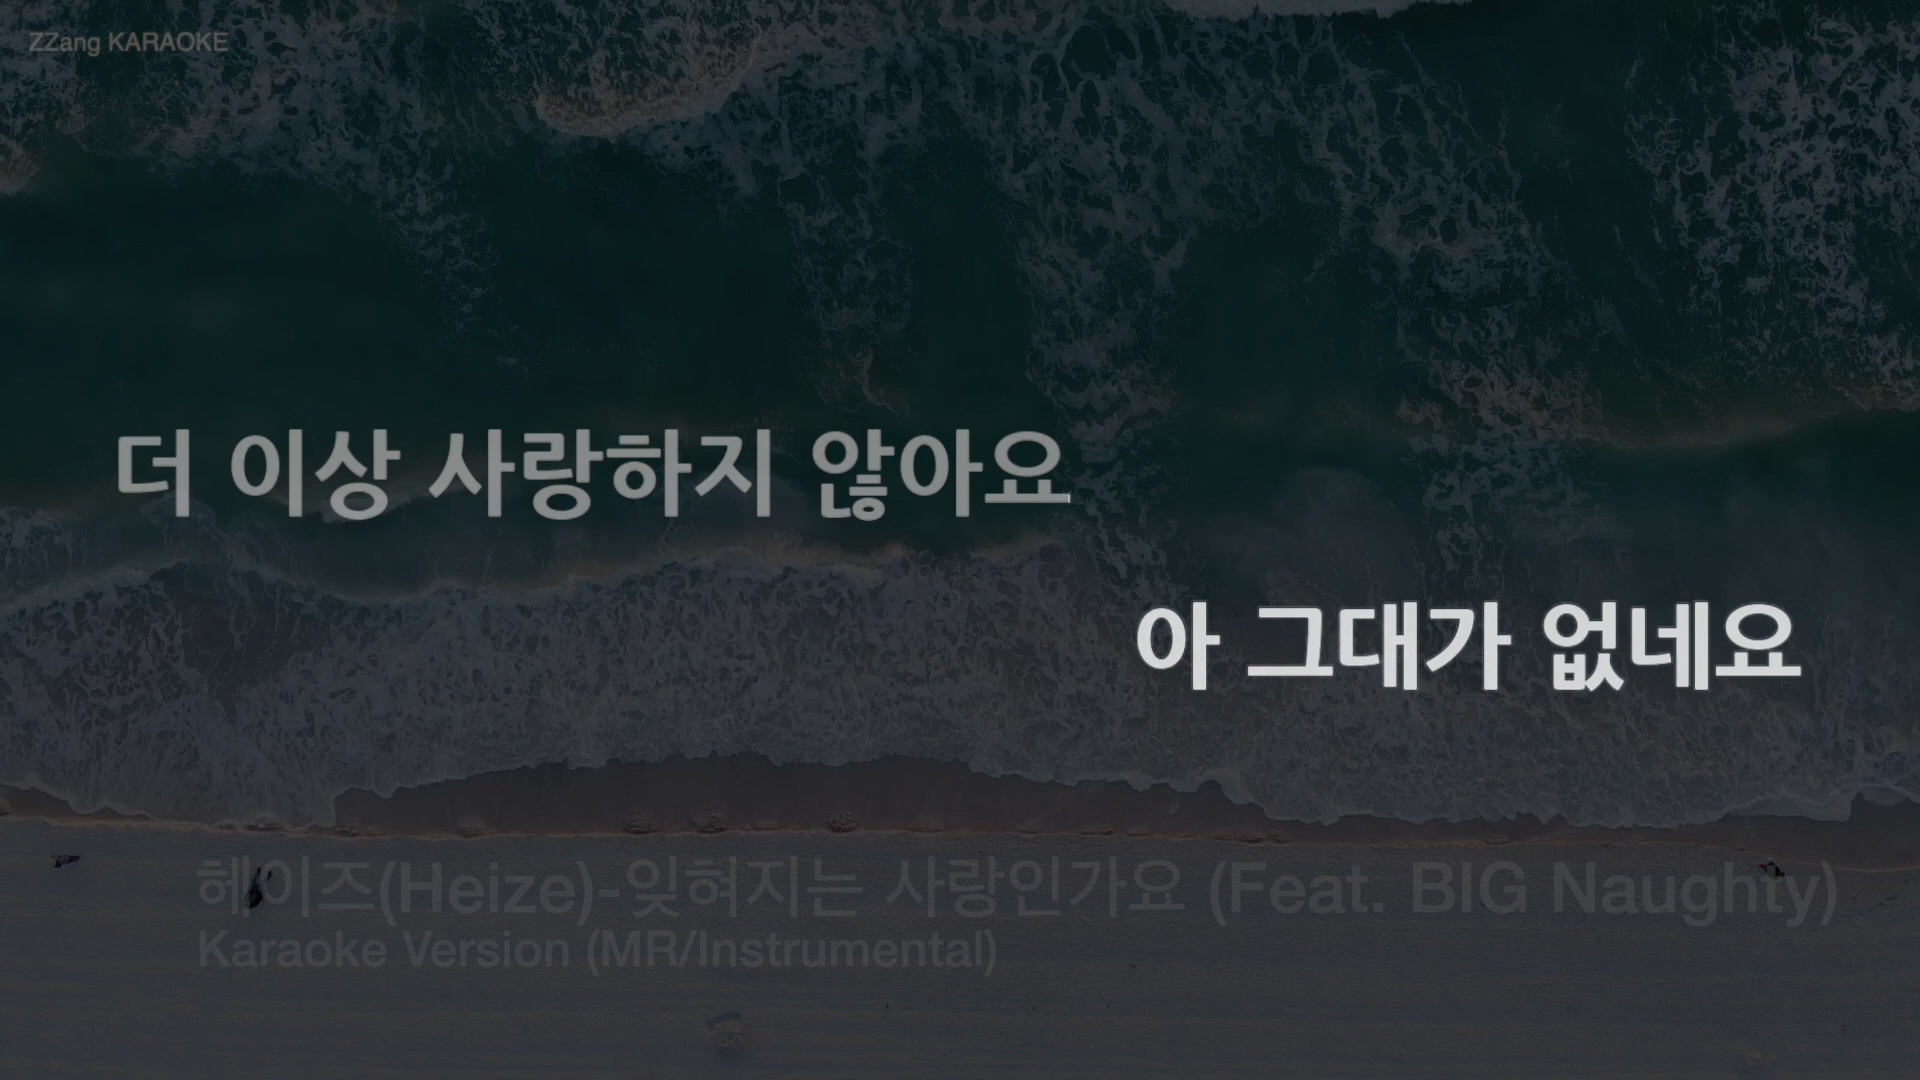 ZZang KARAOKE
더 이상 사랑하지 않아요
아 그대가 없네요
헤이즈(Heize)-잊혀지는 사랑인가요 (Feat. BIG Naughty)
Karaoke Version (MR/Instrumental)